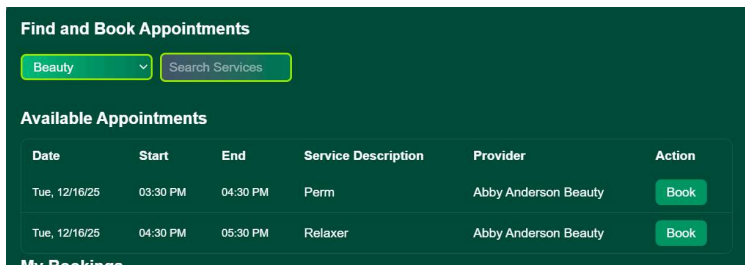 Find and Book Appointments
Beauty Search Services
Available Appointments
Date Start End Service Description Provider Action
Tue, 12/16/25 03:30 PM 04:30 PM Perm Abby Anderson Beauty Book
Tue, 12/16/25 04:30 PM 05:30 PM Relaxer Abby Anderson Beauty Book
My Bookings